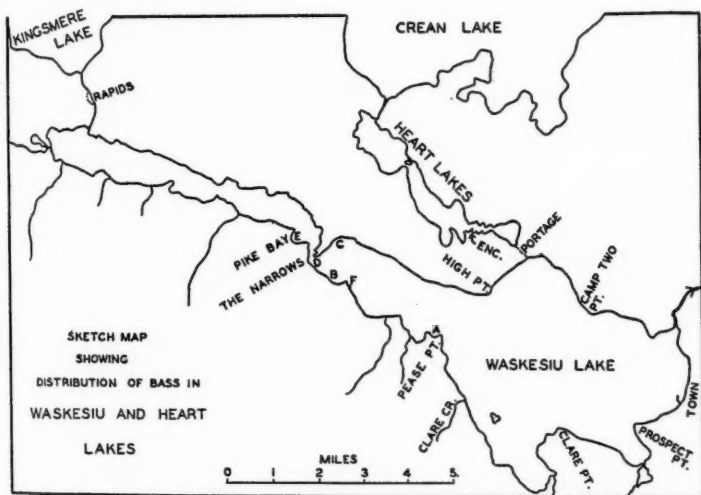 KINGSMERE
LAKE
CREAN LAKE
RAPIDS
HEART LAKES
ENC.
PORTAGE
HIGH PT.
CAMP TWO
PT.
PIKE BAY
E
C
D
THE NARROWS
B
F
A
PEASE PT.
WASKESIU LAKE
TOWN
CLARE CR.
CLARE PT.
PROSPECT
PT.
SKETCH MAP
SHOWING
DISTRIBUTION OF BASS IN
WASKESIU AND HEART
LAKES
MILES
0 1 2 3 4 5